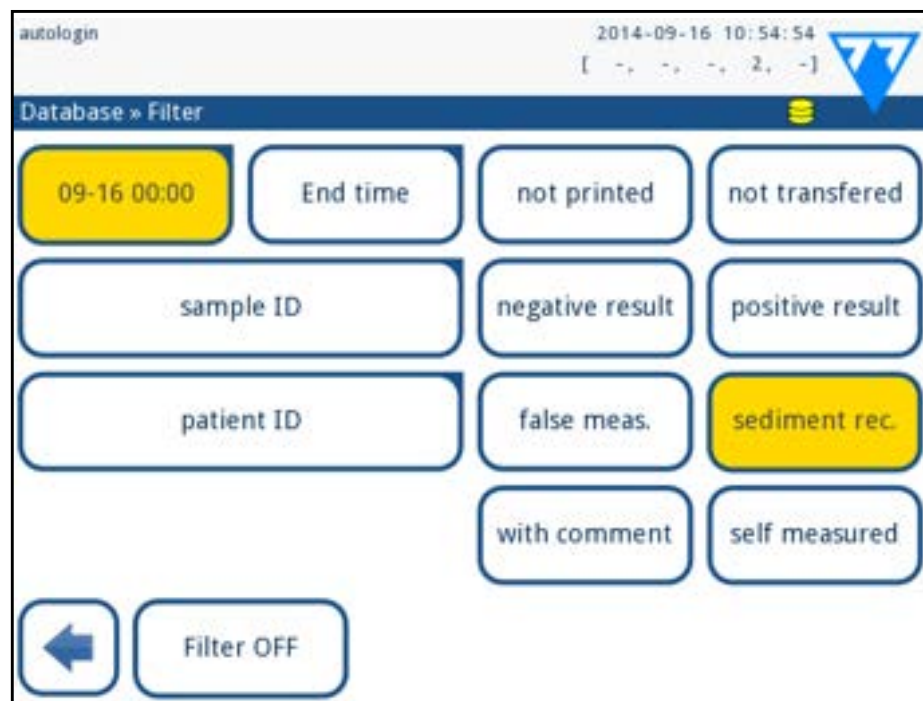 autologin
2014-09-16 10:54:54
[ -, -, -, 2, -]
Database » Filter
09-16 00:00 End time not printed not transfered
sample ID negative result positive result
patient ID false meas. sediment rec.
with comment self measured
Filter OFF